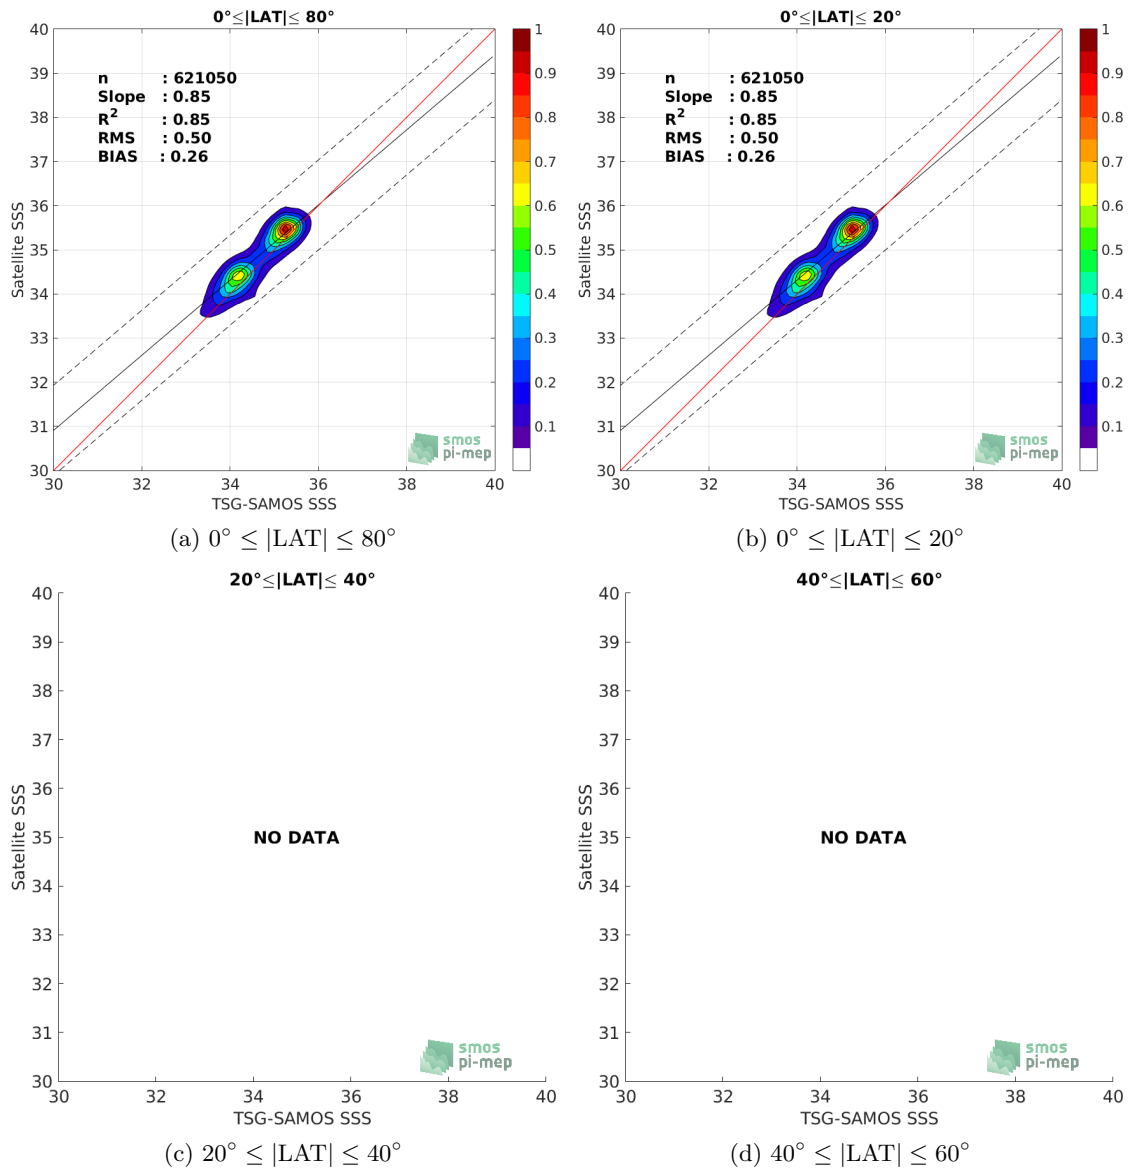 0°≤|LAT|≤ 80°
40
39
38
37
36
35
34
33
32
31
30
Satellite SSS
n : 621050
Slope : 0.85
R² : 0.85
RMS : 0.50
BIAS : 0.26
smos
pi-mep
30 32 34 36 38 40
TSG-SAMOS SSS
1
0.9
0.8
0.7
0.6
0.5
0.4
0.3
0.2
0.1
(a) 0° ≤ |LAT| ≤ 80°
0°≤|LAT|≤ 20°
40
39
38
37
36
35
34
33
32
31
30
Satellite SSS
n : 621050
Slope : 0.85
R² : 0.85
RMS : 0.50
BIAS : 0.26
smos
pi-mep
30 32 34 36 38 40
TSG-SAMOS SSS
1
0.9
0.8
0.7
0.6
0.5
0.4
0.3
0.2
0.1
(b) 0° ≤ |LAT| ≤ 20°
20°≤|LAT|≤ 40°
40
39
38
37
36
35
34
33
32
31
30
Satellite SSS
NO DATA
smos
pi-mep
30 32 34 36 38 40
TSG-SAMOS SSS
(c) 20° ≤ |LAT| ≤ 40°
40°≤|LAT|≤ 60°
40
39
38
37
36
35
34
33
32
31
30
Satellite SSS
NO DATA
smos
pi-mep
30 32 34 36 38 40
TSG-SAMOS SSS
(d) 40° ≤ |LAT| ≤ 60°